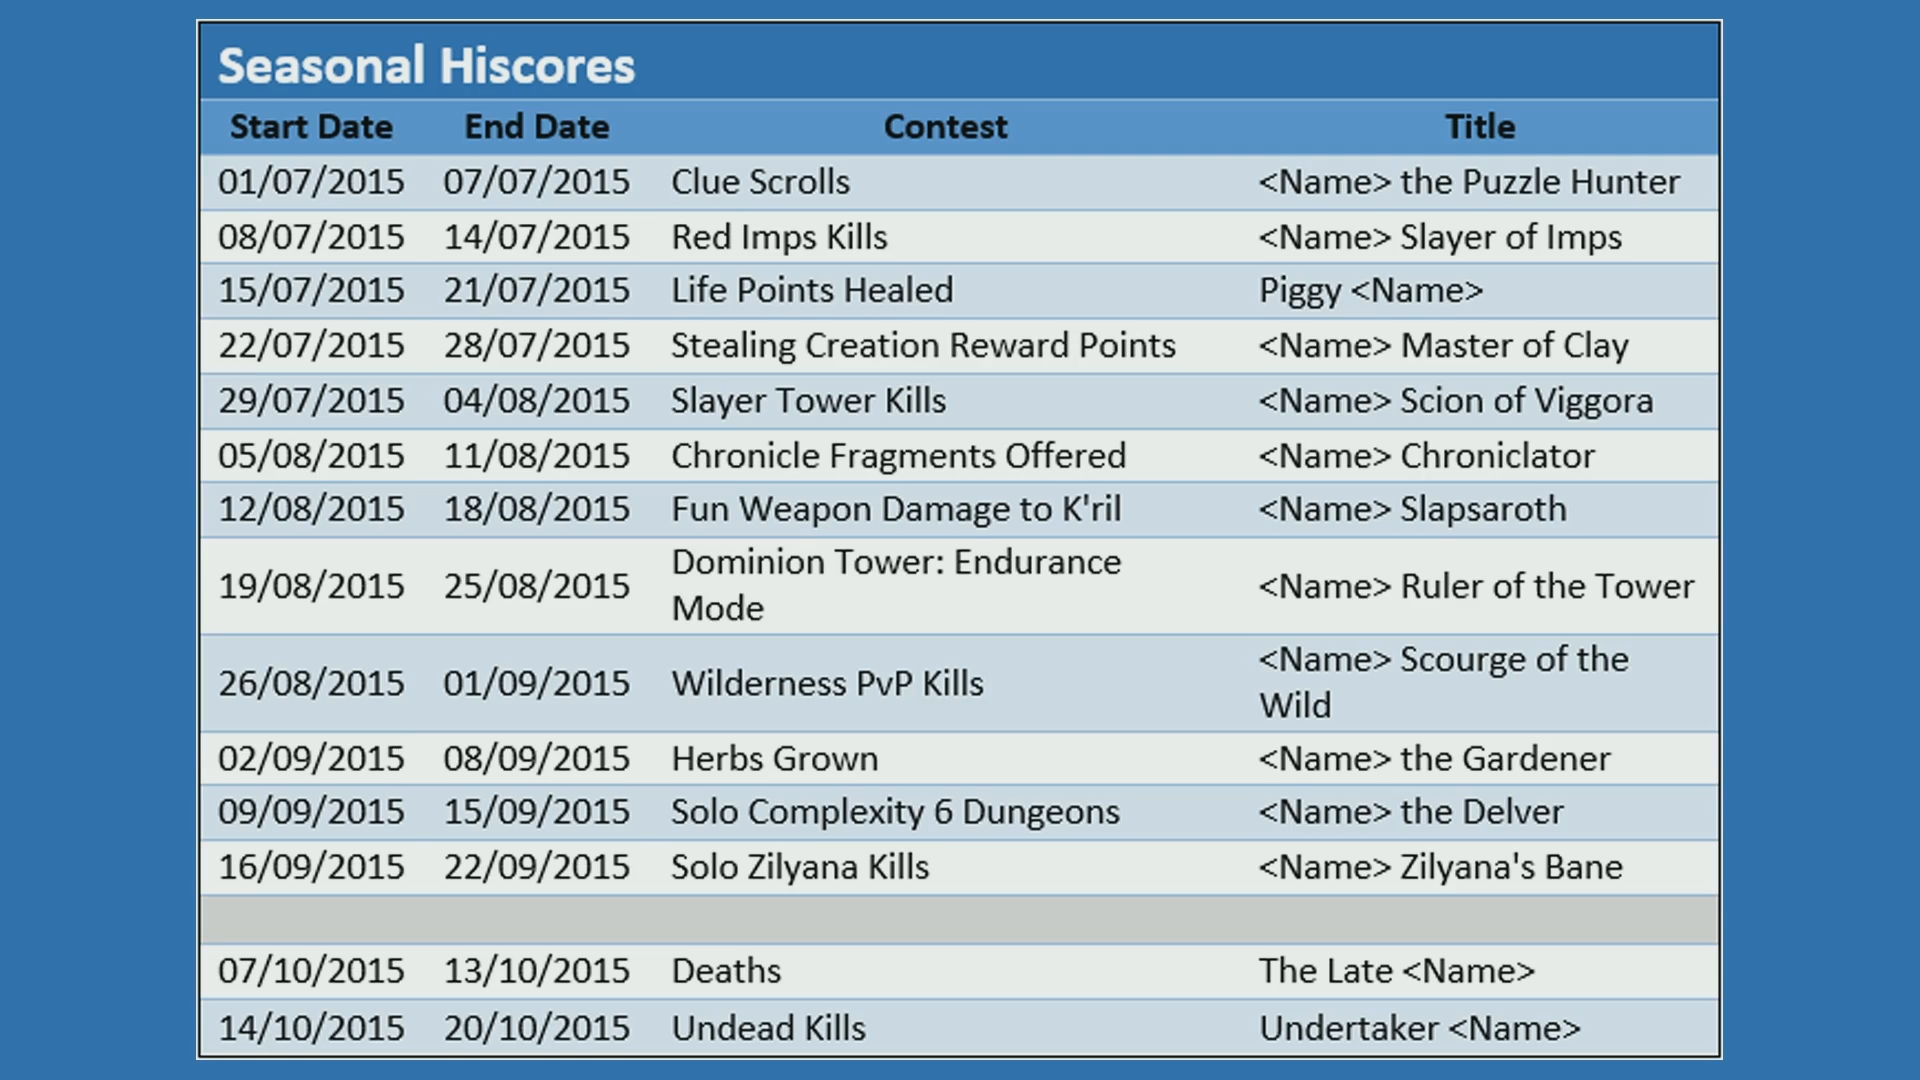 Seasonal Hiscores
Start Date End Date Contest Title
01/07/2015 07/07/2015 Clue Scrolls <Name> the Puzzle Hunter
08/07/2015 14/07/2015 Red Imps Kills <Name> Slayer of Imps
15/07/2015 21/07/2015 Life Points Healed Piggy <Name>
22/07/2015 28/07/2015 Stealing Creation Reward Points <Name> Master of Clay
29/07/2015 04/08/2015 Slayer Tower Kills <Name> Scion of Viggora
05/08/2015 11/08/2015 Chronicle Fragments Offered <Name> Chroniclator
12/08/2015 18/08/2015 Fun Weapon Damage to K'ril <Name> Slapsaroth
19/08/2015 25/08/2015 Dominion Tower: Endurance
Mode <Name> Ruler of the Tower
26/08/2015 01/09/2015 Wilderness PvP Kills <Name> Scourge of the
Wild
02/09/2015 08/09/2015 Herbs Grown <Name> the Gardener
09/09/2015 15/09/2015 Solo Complexity 6 Dungeons <Name> the Delver
16/09/2015 22/09/2015 Solo Zilyana Kills <Name> Zilyana's Bane
07/10/2015 13/10/2015 Deaths The Late <Name>
14/10/2015 20/10/2015 Undead Kills Undertaker <Name>